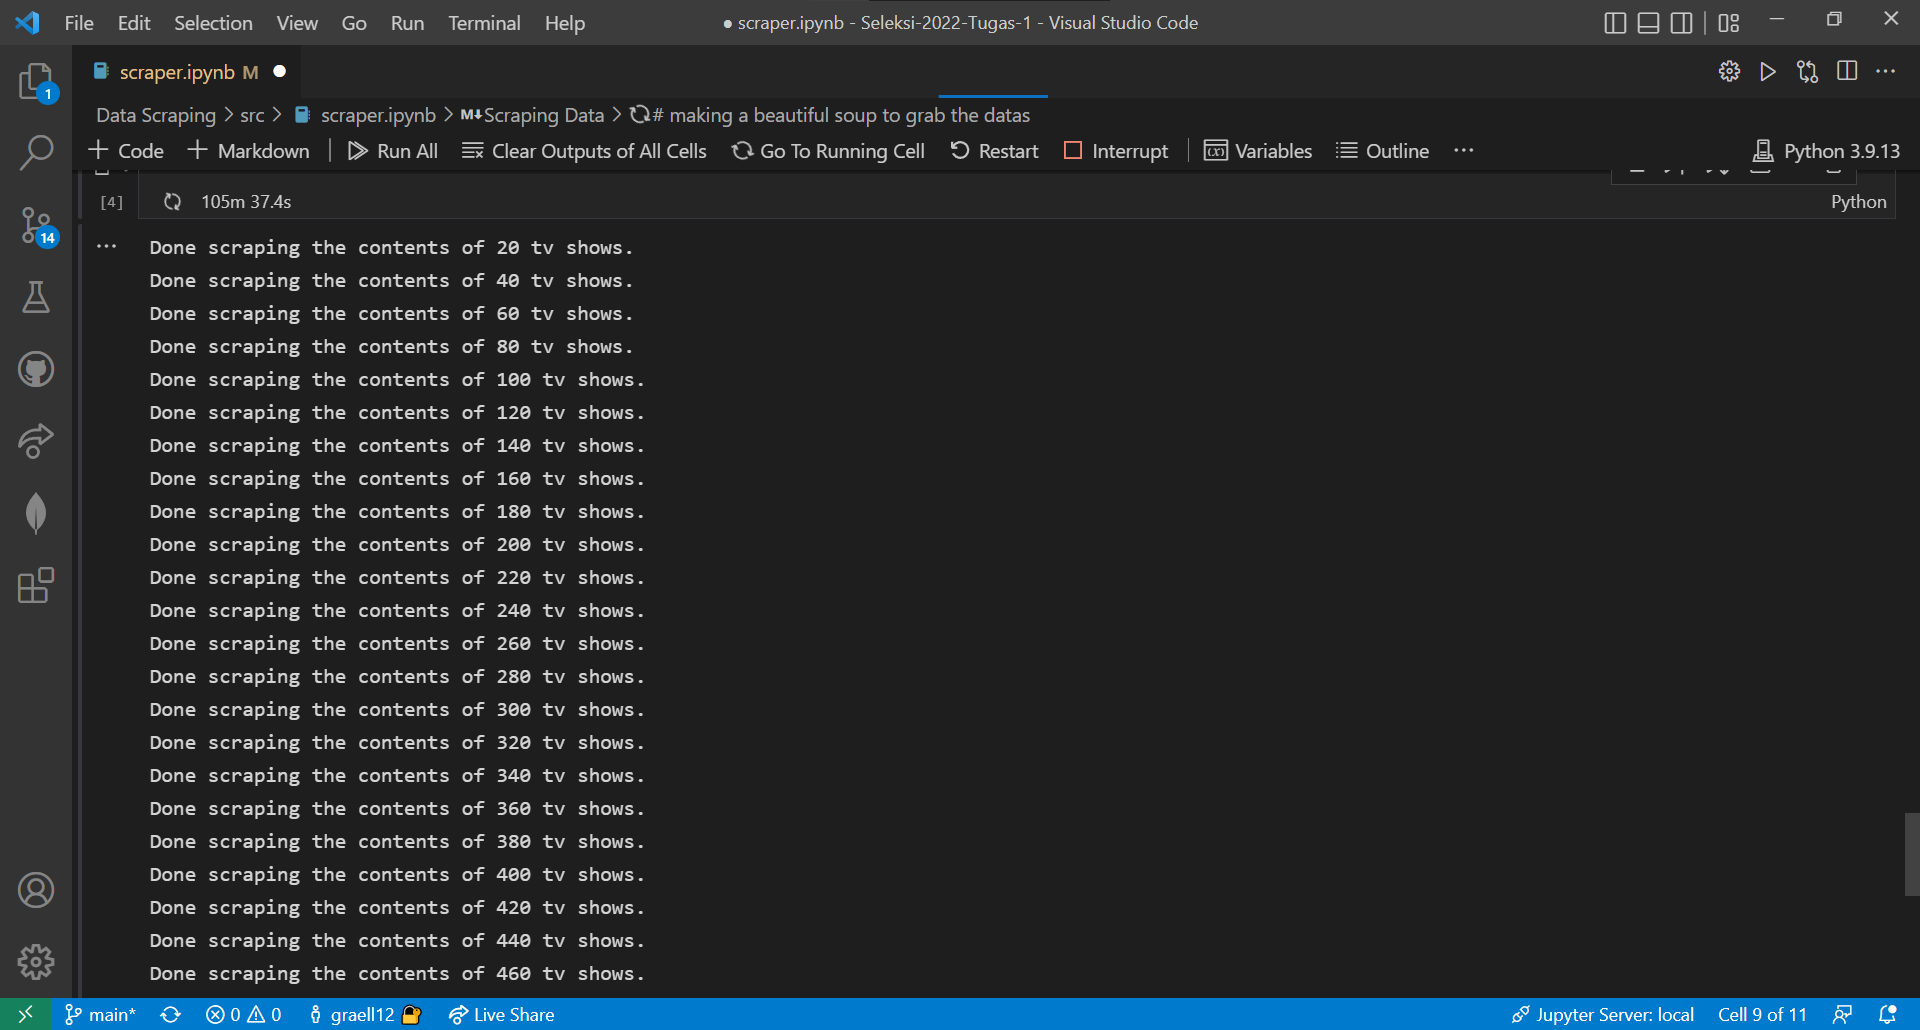 File Edit Selection View Go Run Terminal Help
● scraper.ipynb - Seleksi-2022-Tugas-1 - Visual Studio Code
scraper.ipynb M
Data Scraping > src > scraper.ipynb > M↓Scraping Data > # making a beautiful soup to grab the datas
+ Code + Markdown Run All Clear Outputs of All Cells Go To Running Cell Restart Interrupt Variables Outline ··· Python 3.9.13
[4] 105m 37.4s Python
1
14
··· Done scraping the contents of 20 tv shows.
Done scraping the contents of 40 tv shows.
Done scraping the contents of 60 tv shows.
Done scraping the contents of 80 tv shows.
Done scraping the contents of 100 tv shows.
Done scraping the contents of 120 tv shows.
Done scraping the contents of 140 tv shows.
Done scraping the contents of 160 tv shows.
Done scraping the contents of 180 tv shows.
Done scraping the contents of 200 tv shows.
Done scraping the contents of 220 tv shows.
Done scraping the contents of 240 tv shows.
Done scraping the contents of 260 tv shows.
Done scraping the contents of 280 tv shows.
Done scraping the contents of 300 tv shows.
Done scraping the contents of 320 tv shows.
Done scraping the contents of 340 tv shows.
Done scraping the contents of 360 tv shows.
Done scraping the contents of 380 tv shows.
Done scraping the contents of 400 tv shows.
Done scraping the contents of 420 tv shows.
Done scraping the contents of 440 tv shows.
Done scraping the contents of 460 tv shows.
main* 0 0 graell12 Live Share Jupyter Server: local Cell 9 of 11